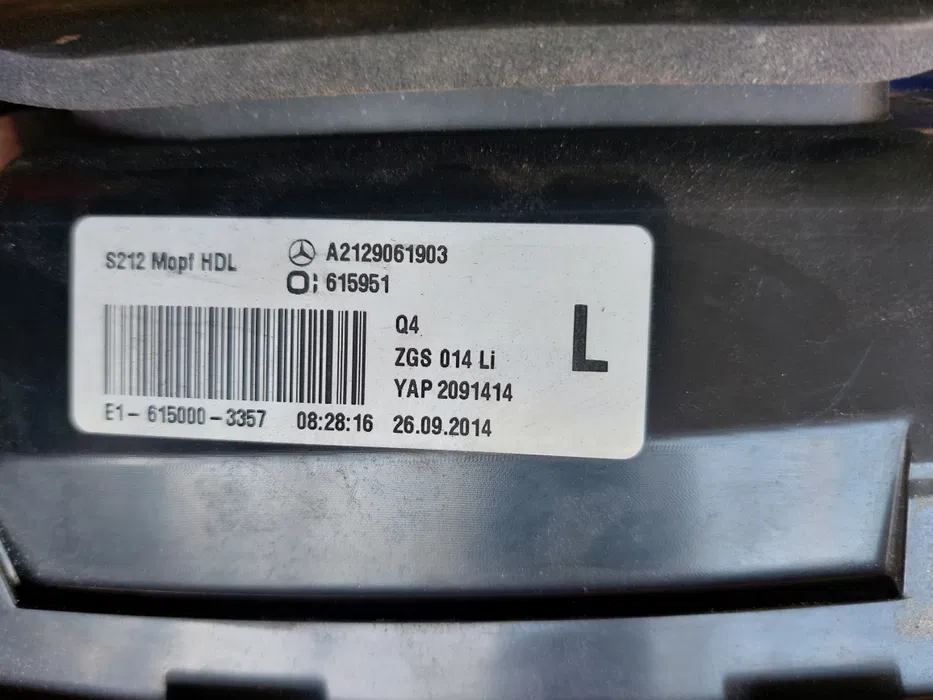 S212 Mopf HDL
A2129061903
O; 615951
Q4
ZGS 014 Li
YAP 2091414
L
E1- 615000-3357 08:28:16 26.09.2014